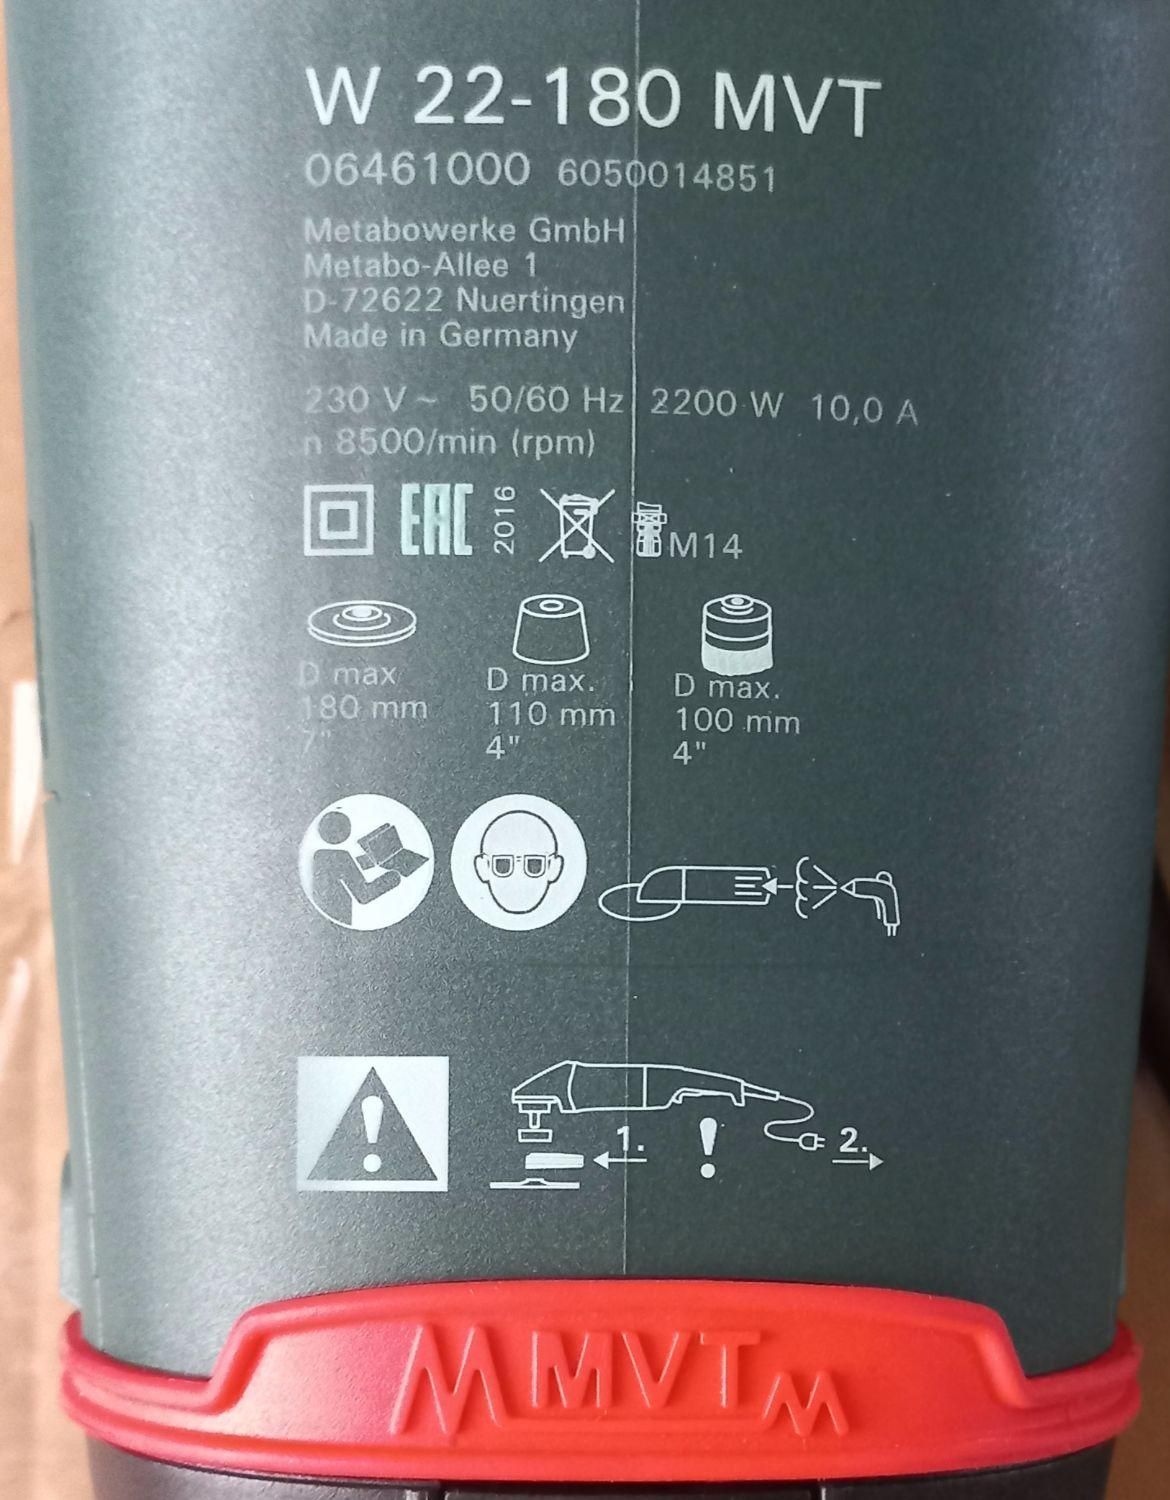 W 22-180 MVT
06461000 6050014851
Metabowerke GmbH
Metabo-Allee 1
D-72622 Nuertingen
Made in Germany
230 V ~ 50/60 Hz 2200 W 10,0 A
n 8500/min (rpm)
EAC 2016 M14
D max
180 mm
7"
D max.
110 mm
4"
D max.
100 mm
4"
! 1. ! 2.
MVT